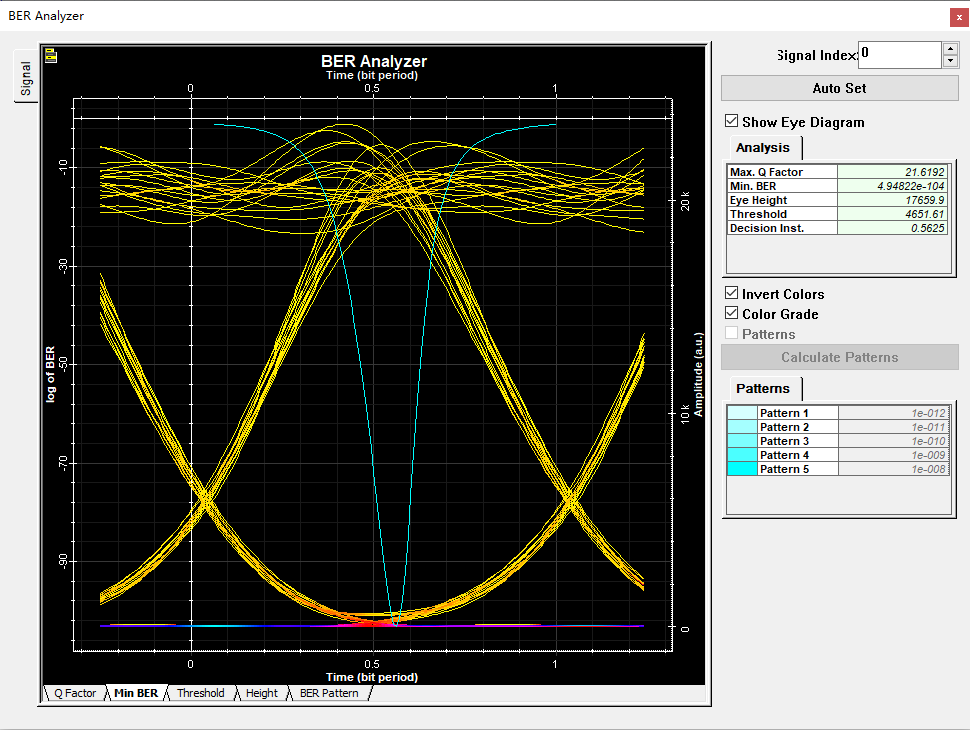 BER Analyzer
x
Signal
BER Analyzer
Time (bit period)
0 0.5 1
-10
-30
-50
-70
-90
log of BER
20 k
10 k
0
Amplitude (a.u.)
0 0.5 1
Time (bit period)
Q Factor Min BER Threshold Height BER Pattern
Signal Index: 0
Auto Set
Show Eye Diagram
Analysis
Max. Q Factor 21.6192
Min. BER 4.94822e-104
Eye Height 17659.9
Threshold 4651.61
Decision Inst. 0.5625
Invert Colors
Color Grade
Patterns
Calculate Patterns
Patterns
Pattern 1 1e-012
Pattern 2 1e-011
Pattern 3 1e-010
Pattern 4 1e-009
Pattern 5 1e-008